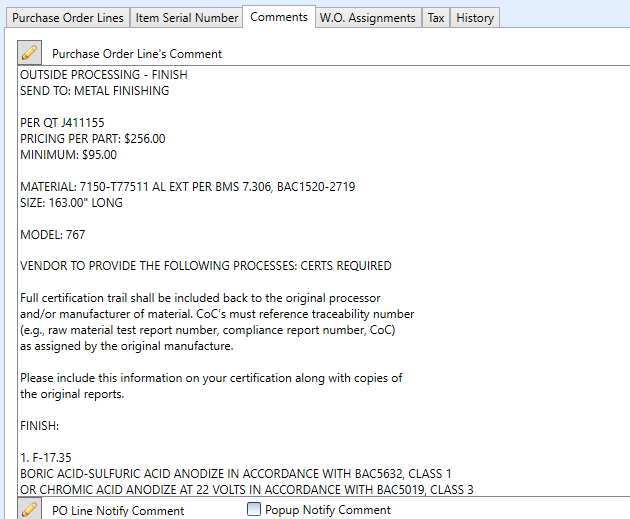 Purchase Order Lines Item Serial Number Comments W.O. Assignments Tax History
Purchase Order Line's Comment
OUTSIDE PROCESSING - FINISH
SEND TO: METAL FINISHING
PER QT J411155
PRICING PER PART: $256.00
MINIMUM: $95.00
MATERIAL: 7150-T77511 AL EXT PER BMS 7.306, BAC1520-2719
SIZE: 163.00" LONG
MODEL: 767
VENDOR TO PROVIDE THE FOLLOWING PROCESSES: CERTS REQUIRED
Full certification trail shall be included back to the original processor
and/or manufacturer of material. CoC's must reference traceability number
(e.g., raw material test report number, compliance report number, CoC)
as assigned by the original manufacture.
Please include this information on your certification along with copies of
the original reports.
FINISH:
1. F-17.35
BORIC ACID-SULFURIC ACID ANODIZE IN ACCORDANCE WITH BAC5632, CLASS 1
OR CHROMIC ACID ANODIZE AT 22 VOLTS IN ACCORDANCE WITH BAC5019, CLASS 3
PO Line Notify Comment Popup Notify Comment